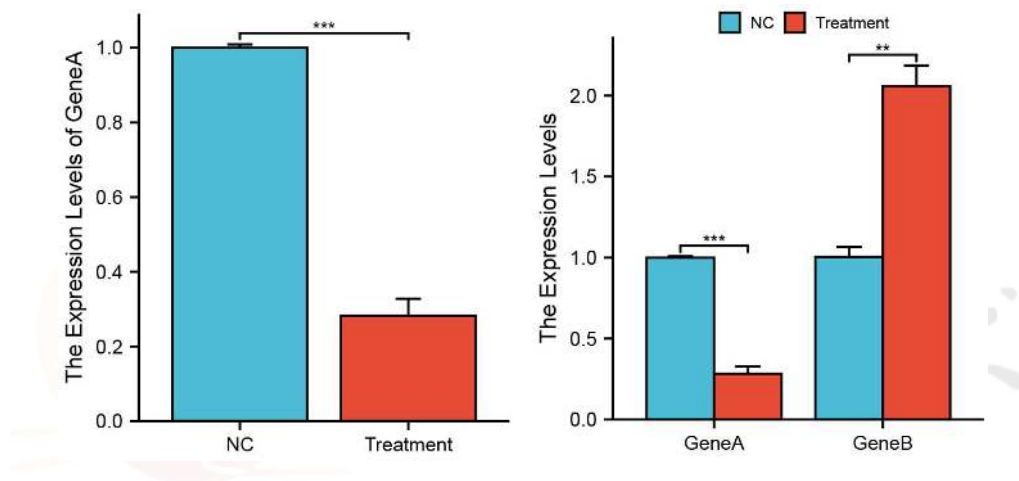 The Expression Levels of GeneA
1.0
0.8
0.6
0.4
0.2
0.0
***
NC
Treatment
NC
Treatment
The Expression Levels
2.0
1.5
1.0
0.5
0.0
***
**
GeneA
GeneB